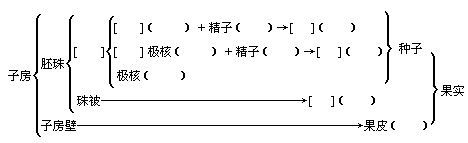 [ ]( )+精子( )→[ ]( )
[ ] [ ]极核( )+精子( )→[ ]( ) 种子
子房 胚珠 极核( )
果实
珠被→[ ]( )
子房壁→果皮( )